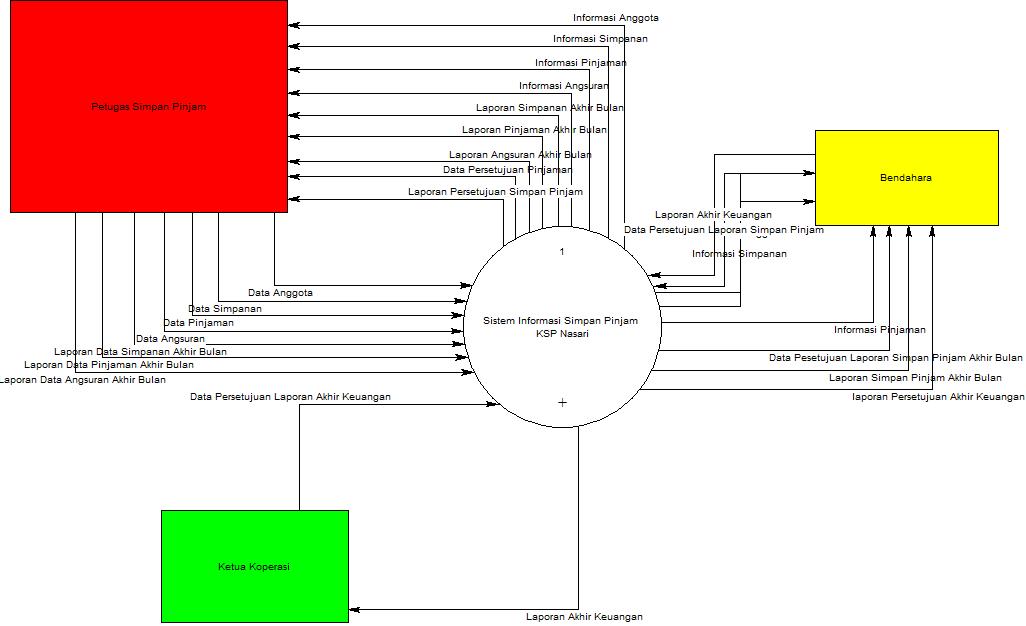 Informasi Anggota
Informasi Simpanan
Informasi Pinjaman
Informasi Angsuran
Petugas Simpan Pinjam
Laporan Simpanan Akhir Bulan
Laporan Pinjaman Akhir Bulan
Laporan Angsuran Akhir Bulan
Data Persetujuan Pinjaman
Laporan Persetujuan Simpan Pinjam
Bendahara
Laporan Akhir Keuangan
Data Persetujuan Laporan Simpan Pinjam
Informasi Simpanan
1
Sistem Informasi Simpan Pinjam
KSP Nasari
+
Data Anggota
Data Simpanan
Data Pinjaman
Data Angsuran
Laporan Data Simpanan Akhir Bulan
Laporan Data Pinjaman Akhir Bulan
Laporan Data Angsuran Akhir Bulan
Informasi Pinjaman
Data Pesetujuan Laporan Simpan Pinjam Akhir Bulan
Laporan Simpan Pinjam Akhir Bulan
laporan Persetujuan Akhir Keuangan
Data Persetujuan Laporan Akhir Keuangan
Ketua Koperasi
Laporan Akhir Keuangan